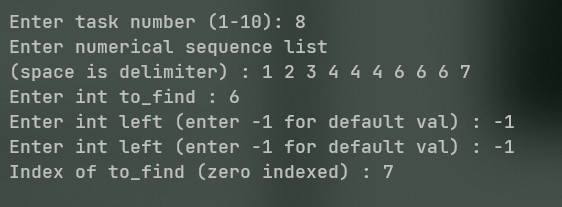 Enter task number (1-10): 8
Enter numerical sequence list
(space is delimiter) : 1 2 3 4 4 4 6 6 6 7
Enter int to_find : 6
Enter int left (enter -1 for default val) : -1
Enter int left (enter -1 for default val) : -1
Index of to_find (zero indexed) : 7